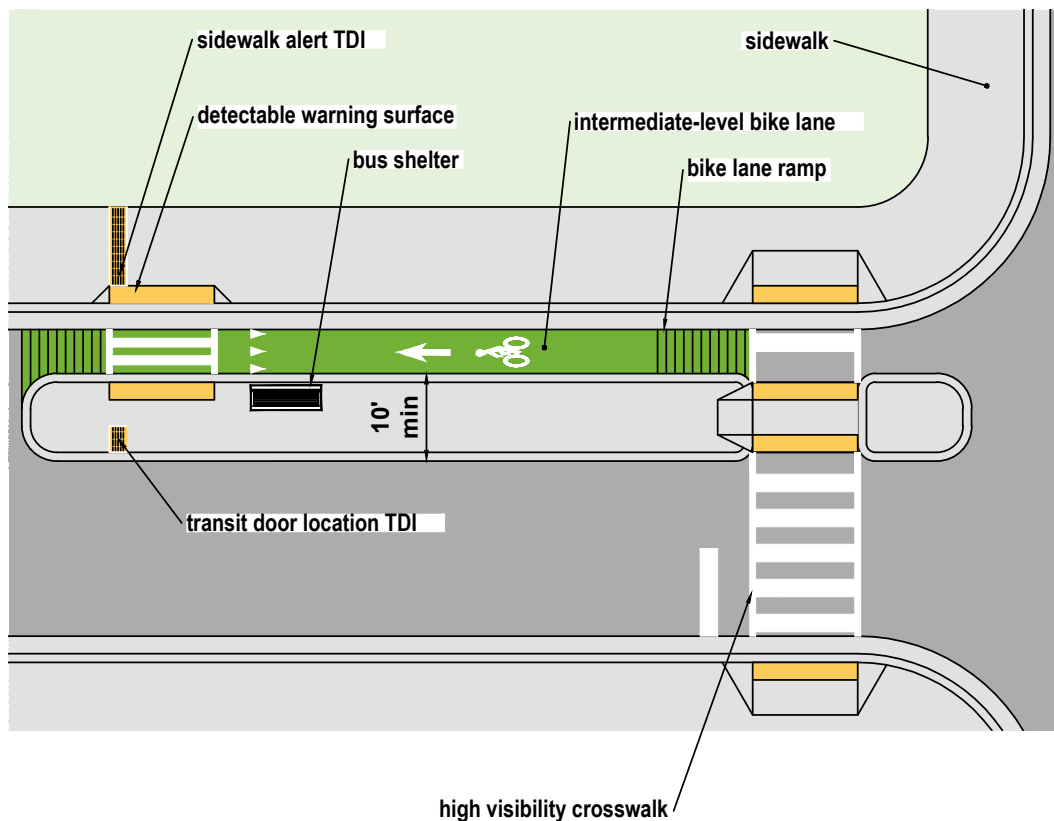 sidewalk alert TDI
sidewalk
detectable warning surface
intermediate-level bike lane
bus shelter
bike lane ramp
10'
min
transit door location TDI
high visibility crosswalk